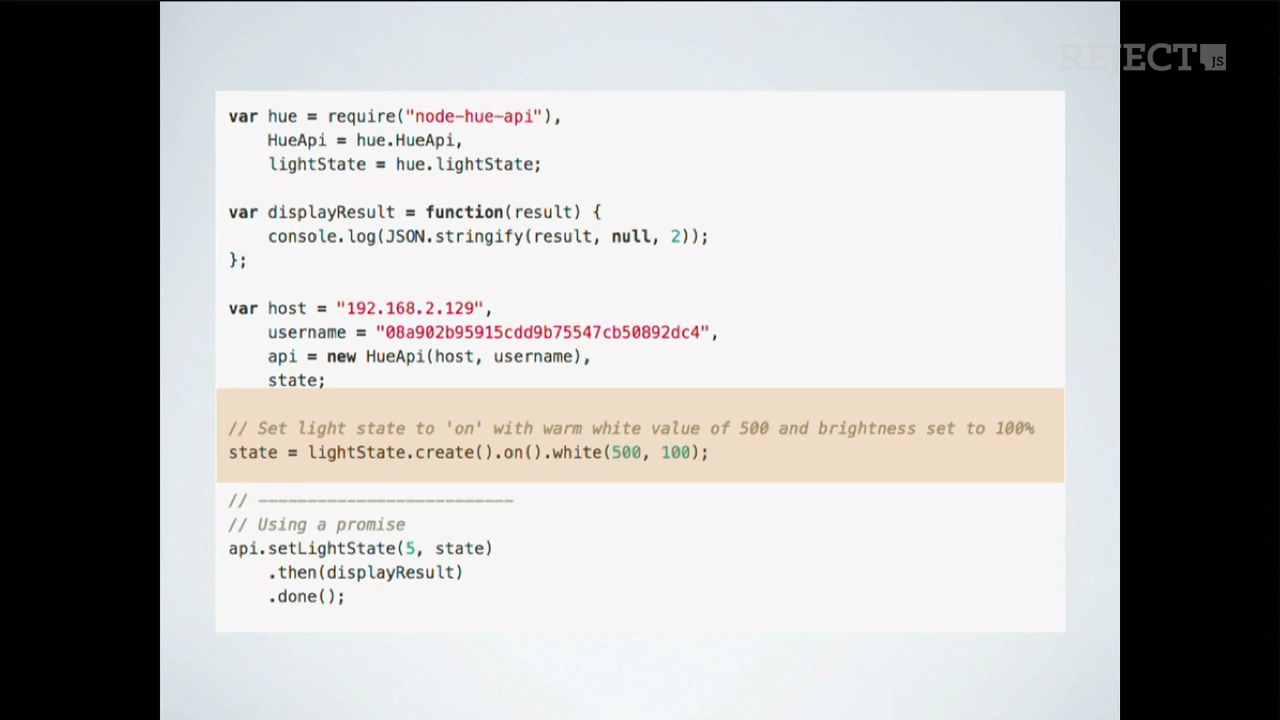 REJECT JS
var hue = require("node-hue-api"),
    HueApi = hue.HueApi,
    lightState = hue.lightState;

var displayResult = function(result) {
    console.log(JSON.stringify(result, null, 2));
};

var host = "192.168.2.129",
    username = "08a902b95915cdd9b75547cb50892dc4",
    api = new HueApi(host, username),
    state;

// Set light state to 'on' with warm white value of 500 and brightness set to 100%
state = lightState.create().on().white(500, 100);

// --------------------------
// Using a promise
api.setLightState(5, state)
    .then(displayResult)
    .done();